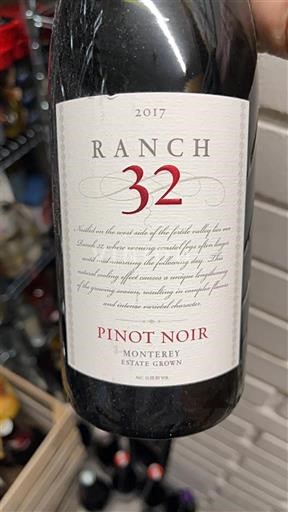 2017
RANCH
32
Nestled on the west side of the fertile valley lies our
Ranch 32, where evening coastal fogs often linger
until mid-morning the following day. This
natural cooling effect causes a unique lengthening
of the growing season, resulting in complex flavors
and intense varietal character.
PINOT NOIR
MONTEREY
ESTATE GROWN